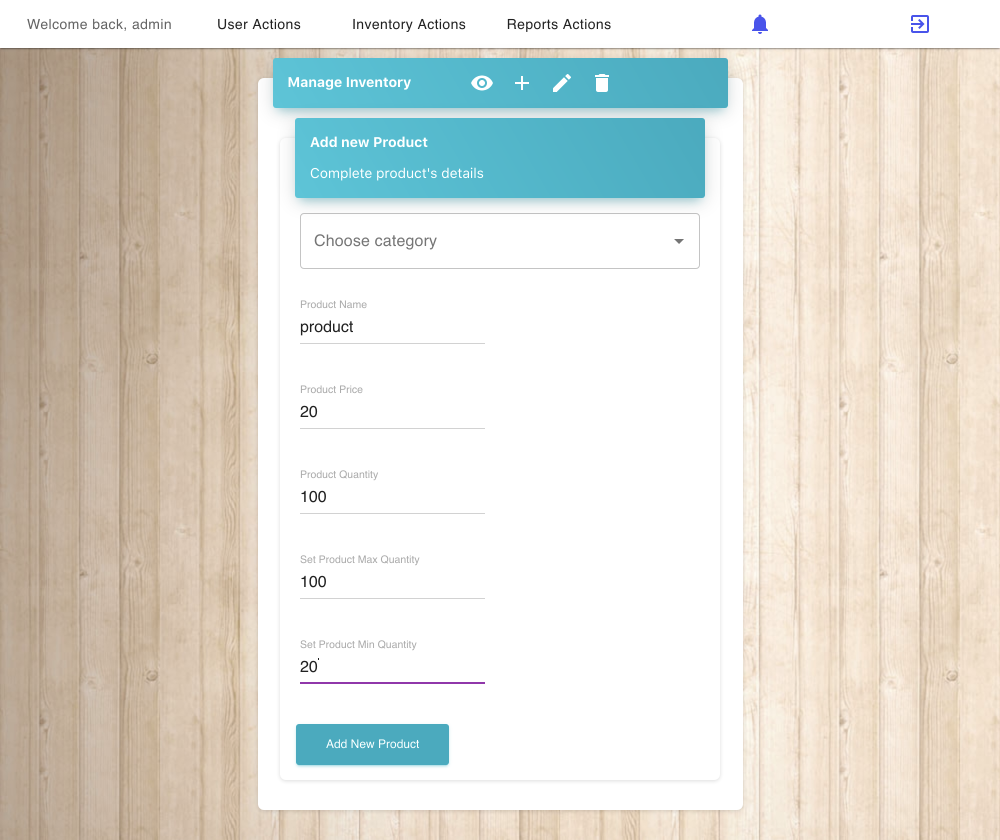 Welcome back, admin User Actions Inventory Actions Reports Actions
Manage Inventory
Add new Product
Complete product's details
Choose category
Product Name
product
Product Price
20
Product Quantity
100
Set Product Max Quantity
100
Set Product Min Quantity
20
Add New Product